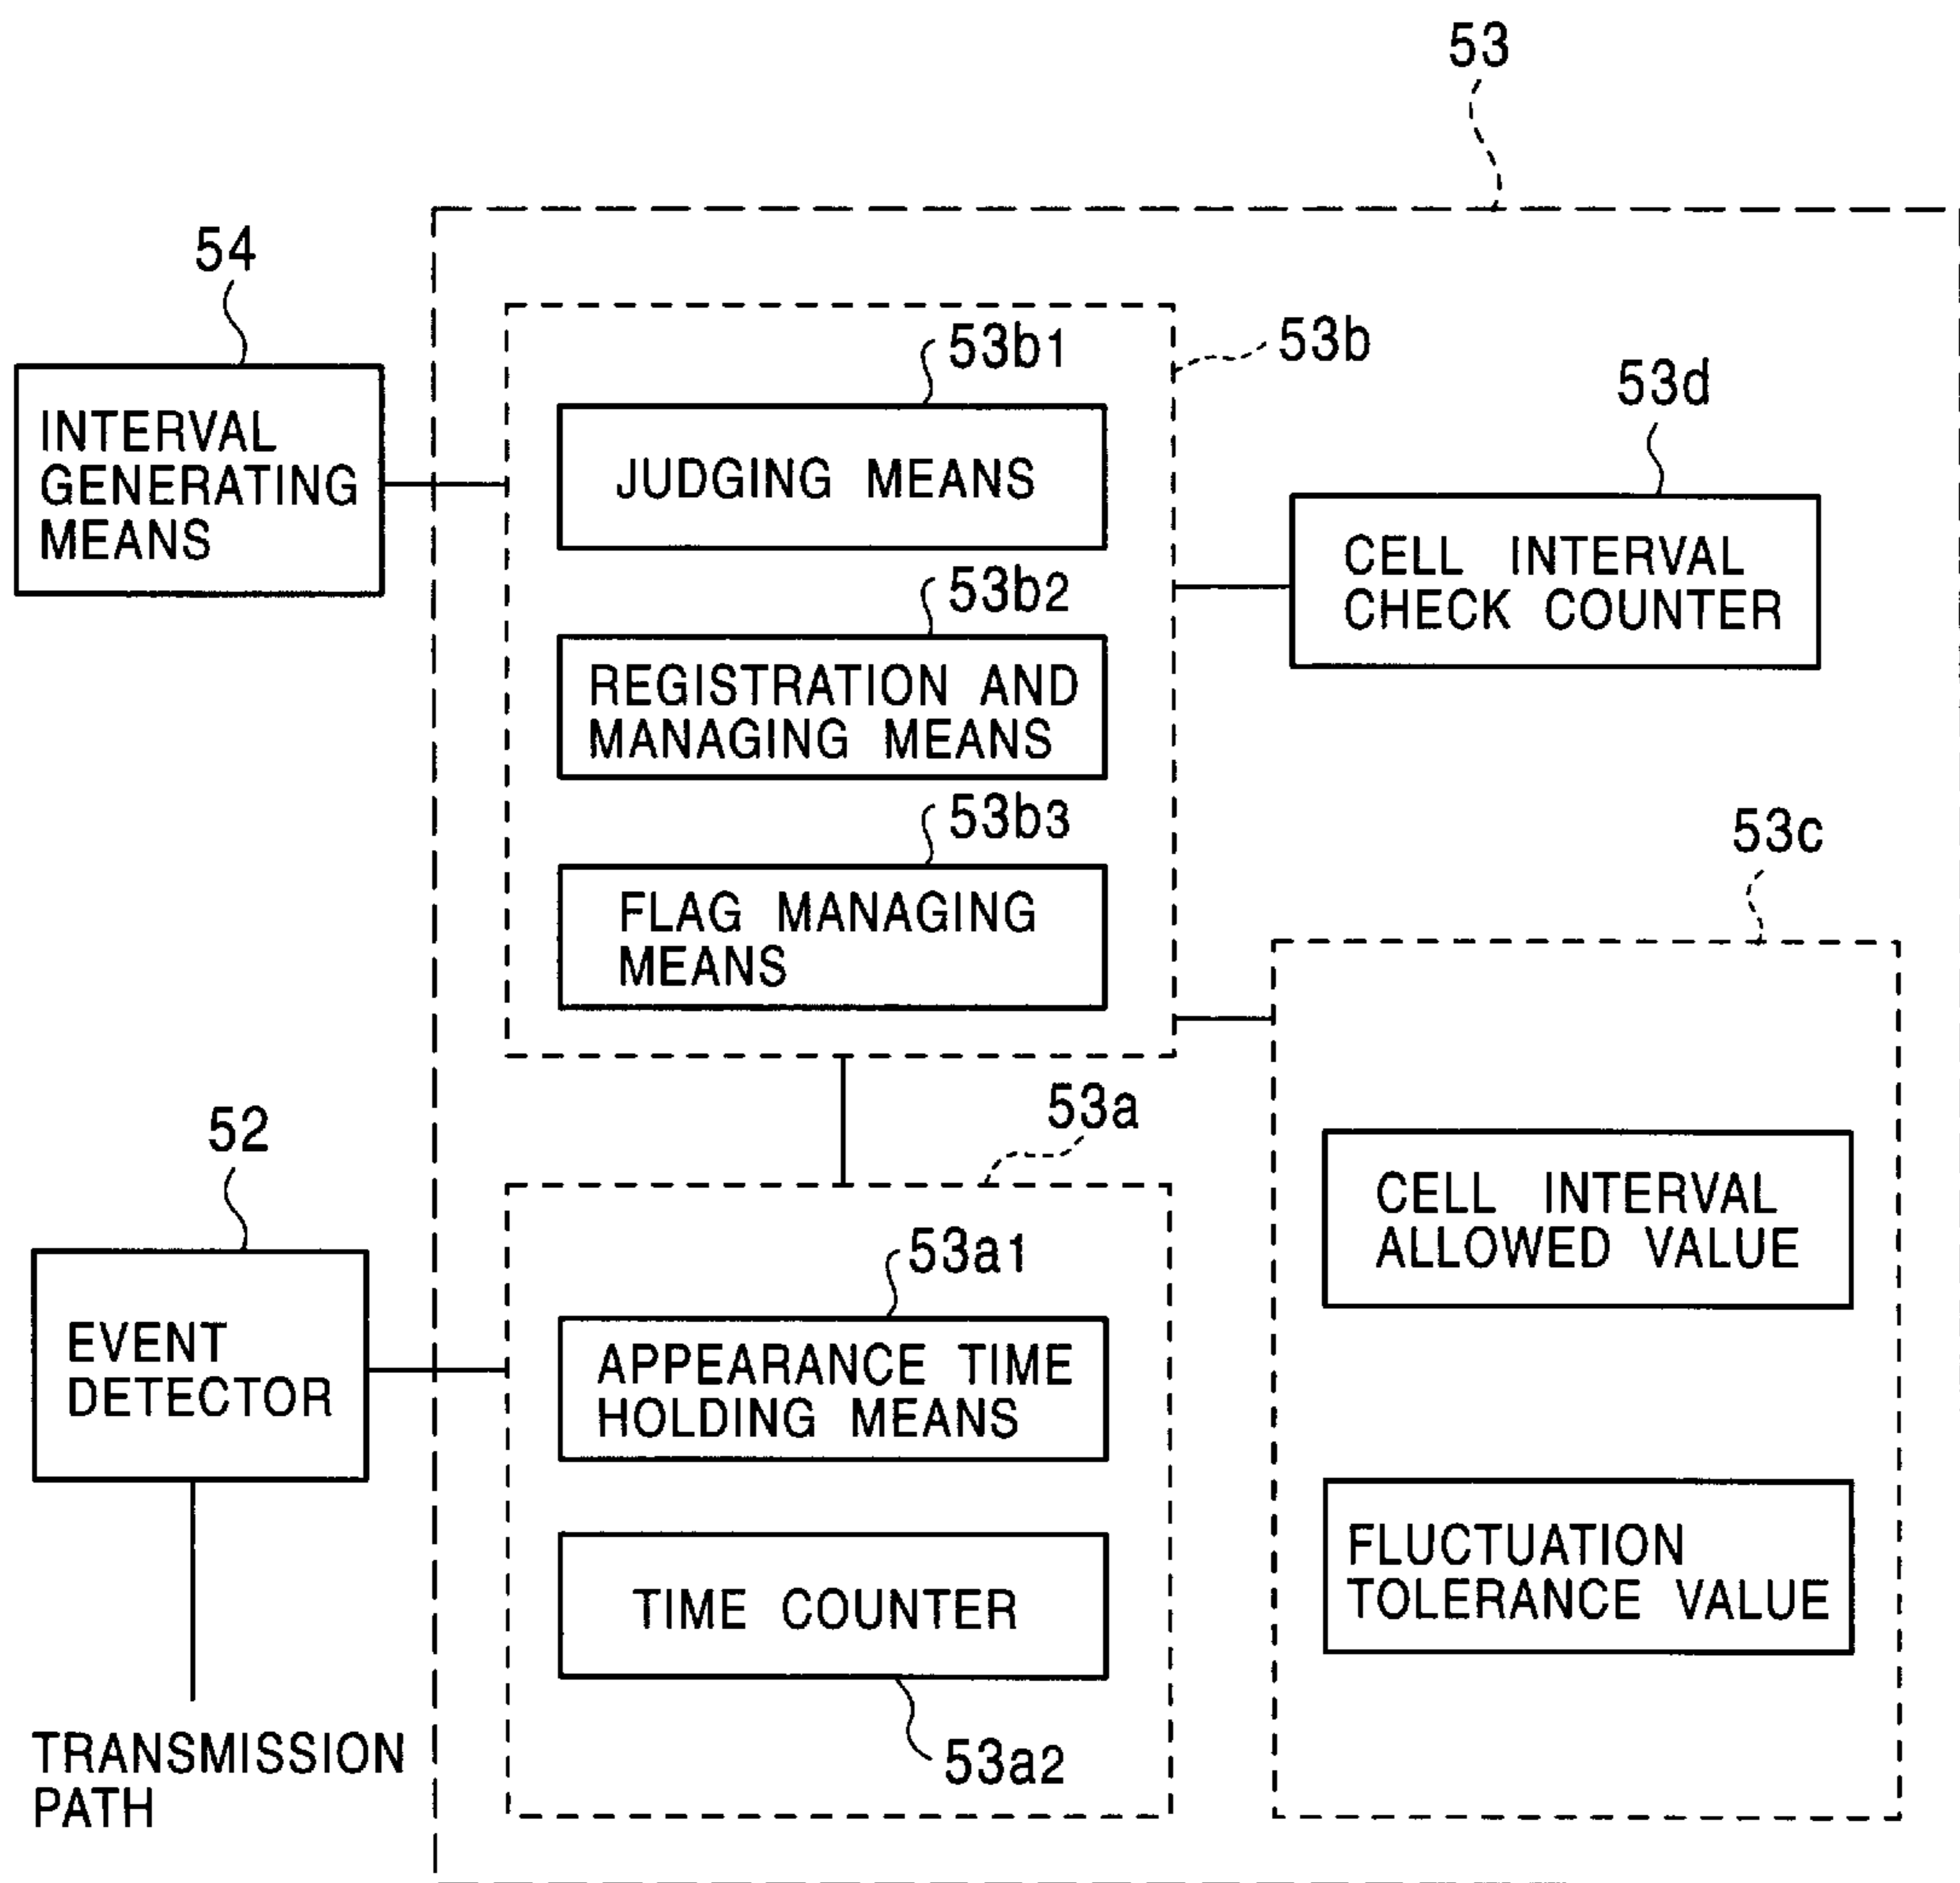 53
54
INTERVAL
GENERATING
MEANS
53b
53b1
JUDGING MEANS
53b2
REGISTRATION AND
MANAGING MEANS
53b3
FLAG MANAGING
MEANS
53d
CELL INTERVAL
CHECK COUNTER
53c
CELL INTERVAL
ALLOWED VALUE
FLUCTUATION
TOLERANCE VALUE
52
EVENT
DETECTOR
TRANSMISSION
PATH
53a
53a1
APPEARANCE TIME
HOLDING MEANS
TIME COUNTER
53a2